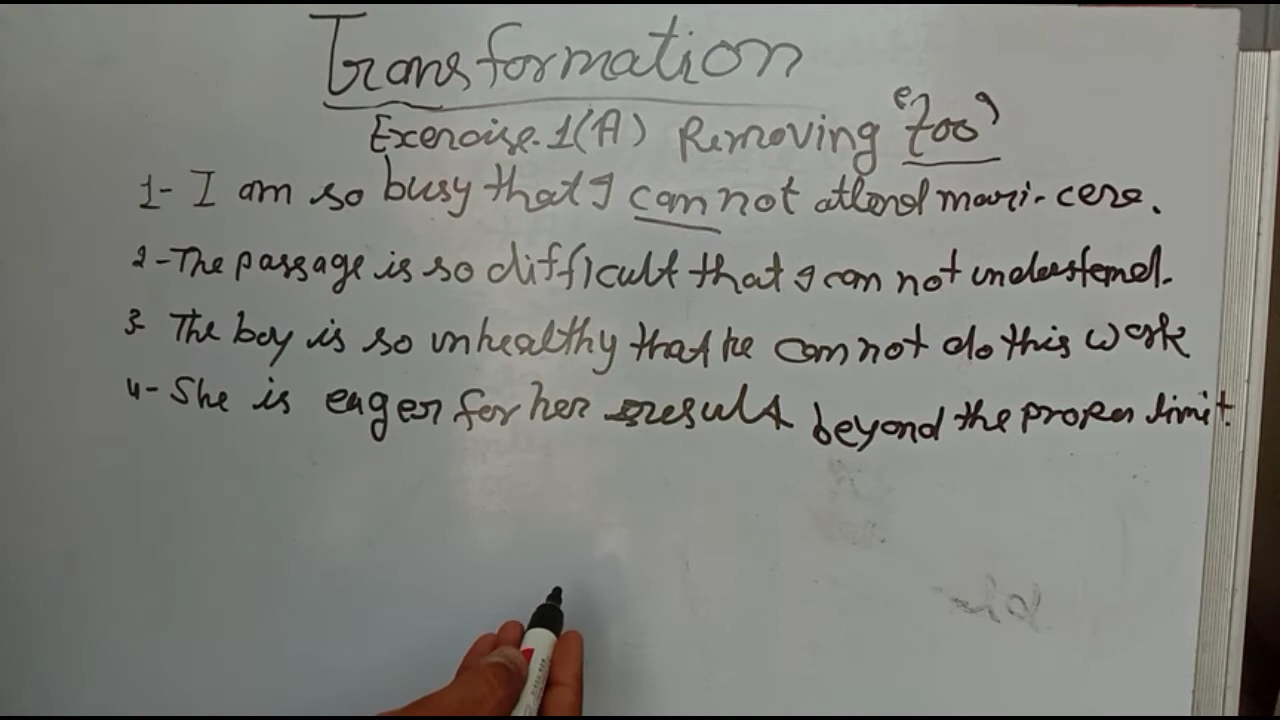 Transformation
Exercise.1(A) Removing "Too"
1- I am so busy that I can not attend mari-
2- The passage is so difficult that I can not understand.
3- The boy is so unhealthy that he can not do this work
4- She is eager for her result beyond the proper limit.